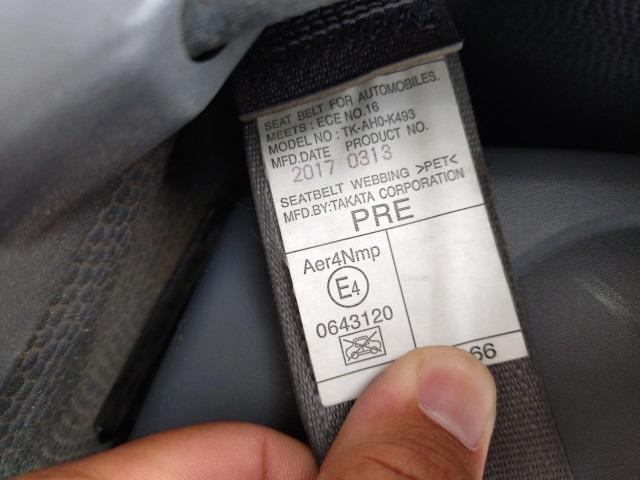 SEAT BELT FOR AUTOMOBILES.
MEETS : ECE NO.16
MODEL NO : TK-AH0-K493
MFD.DATE PRODUCT NO.
2017 0313
SEATBELT WEBBING >PET<
MFD.BY:TAKATA CORPORATION
PRE
Aer4Nmp
E4
0643120
66